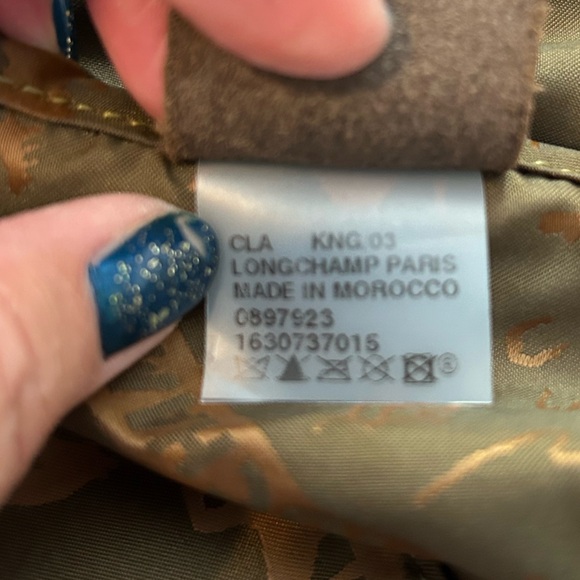 CLA KNG.03
LONGCHAMP PARIS
MADE IN MOROCCO
0897923
1630737015
®